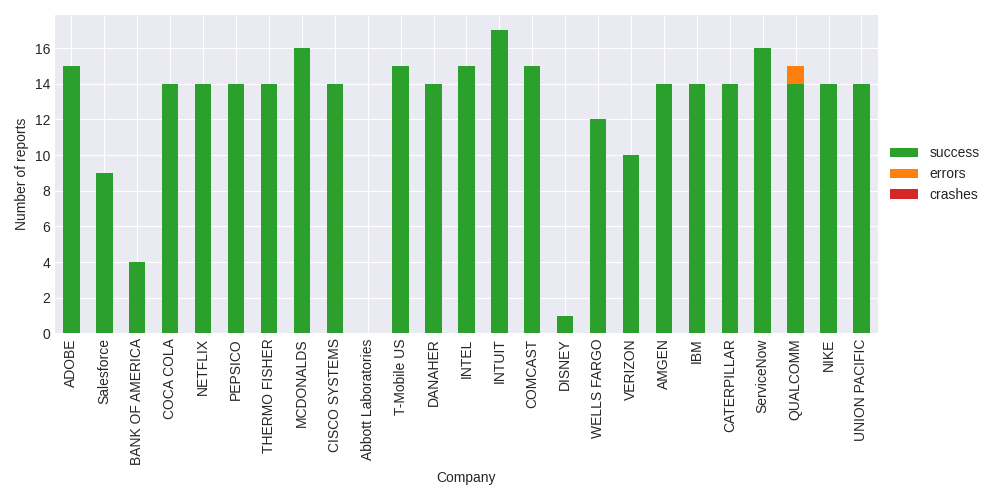 16
14
12
10
8
6
4
2
0
Number of reports
ADOBE
Salesforce
BANK OF AMERICA
COCA COLA
NETFLIX
PEPSICO
THERMO FISHER
MCDONALDS
CISCO SYSTEMS
Abbott Laboratories
T-Mobile US
DANAHER
INTEL
INTUIT
COMCAST
DISNEY
WELLS FARGO
VERIZON
AMGEN
IBM
CATERPILLAR
ServiceNow
QUALCOMM
NIKE
UNION PACIFIC
Company
success
errors
crashes